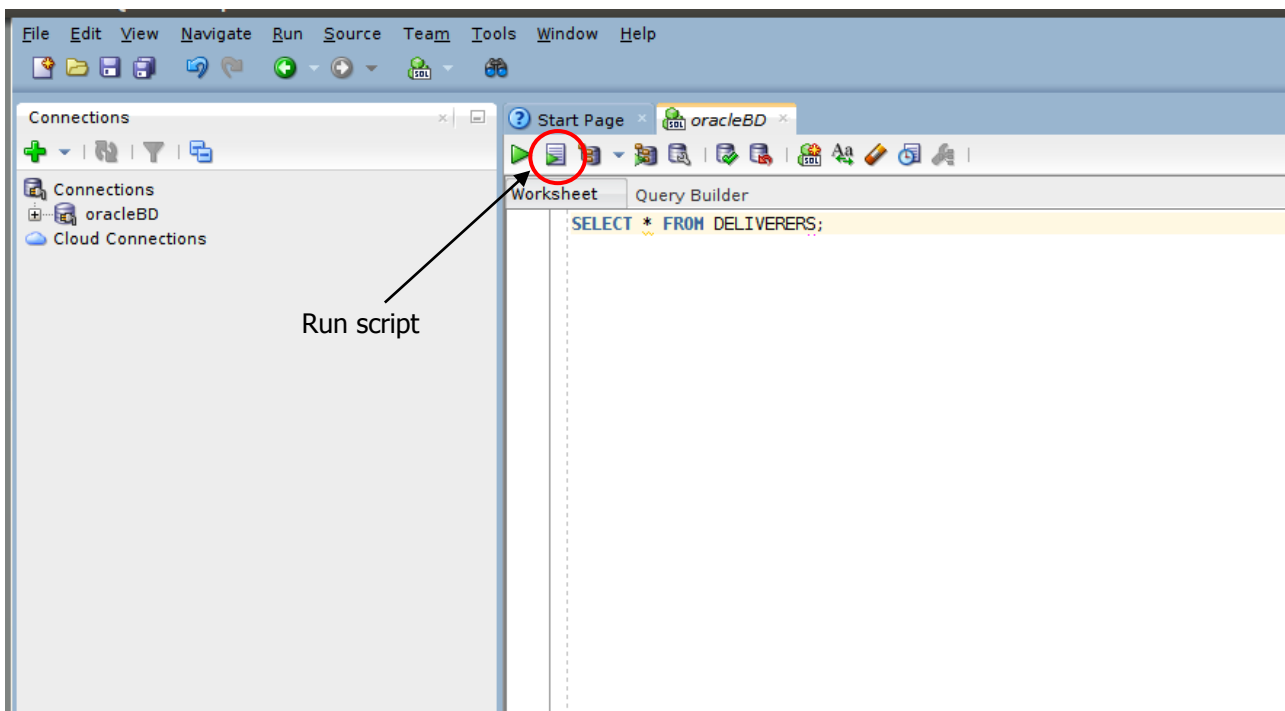 File Edit View Navigate Run Source Team Tools Window Help
Connections
Start Page
oracleBD
Worksheet
Query Builder
Connections
oracleBD
Cloud Connections
SELECT * FROM DELIVERERS;
Run script